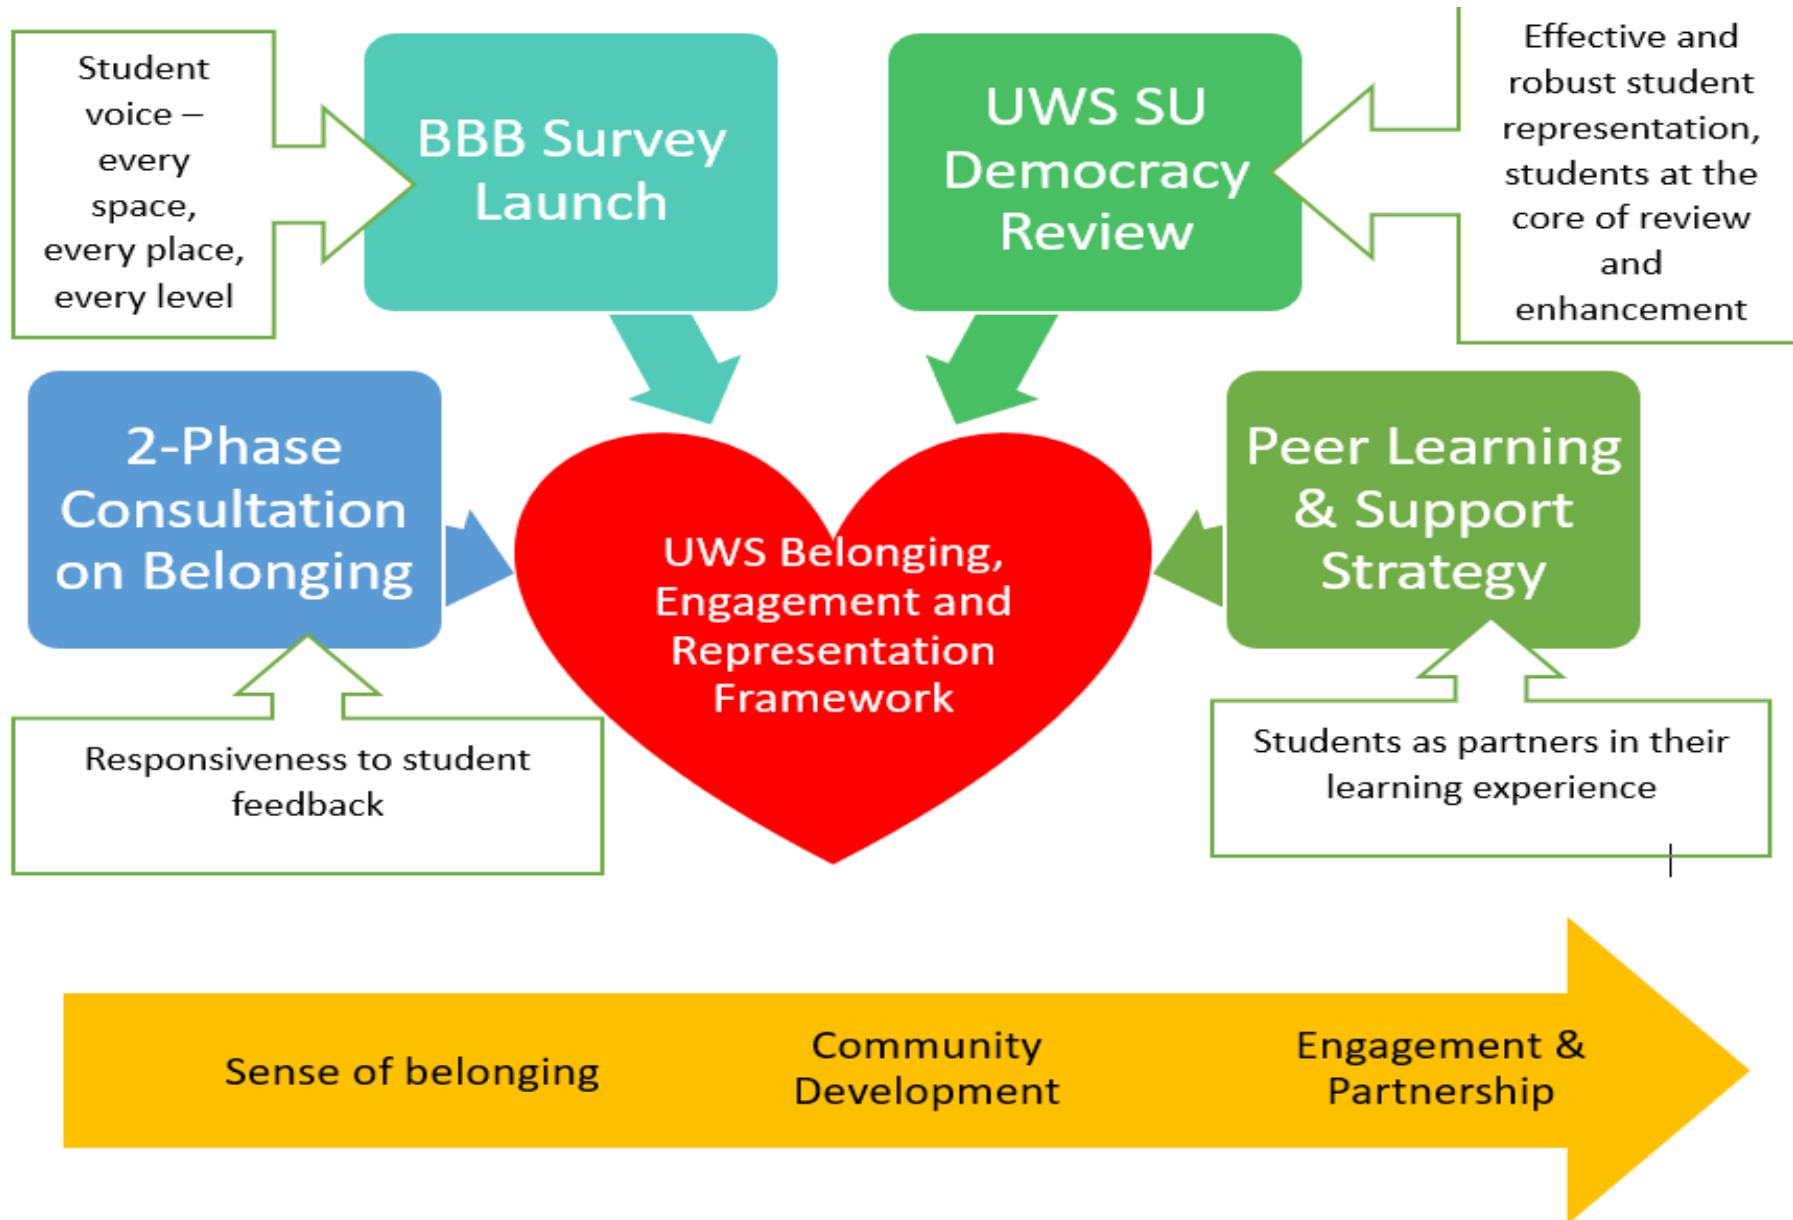 Student
voice –
every
space,
every place,
every level
BBB Survey
Launch
UWS SU
Democracy
Review
Effective and
robust student
representation,
students at the
core of review
and
enhancement
2-Phase
Consultation
on Belonging
UWS Belonging,
Engagement and
Representation
Framework
Peer Learning
& Support
Strategy
Responsiveness to student
feedback
Students as partners in their
learning experience
Sense of belonging
Community
Development
Engagement &
Partnership